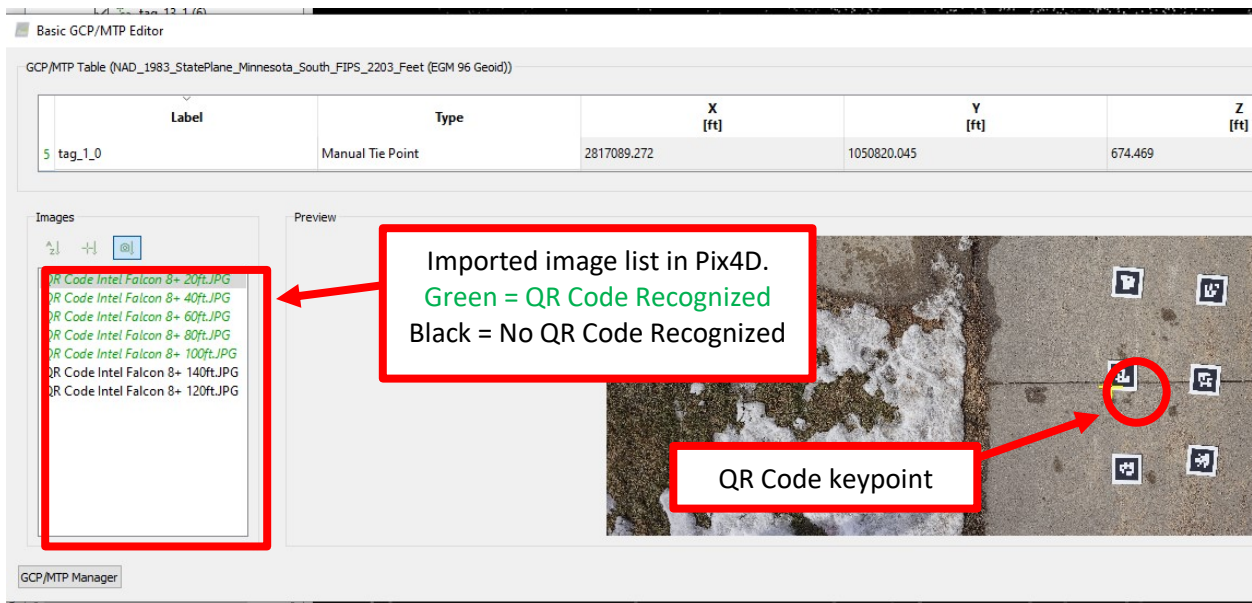 tag_13_1 (6)
Basic GCP/MTP Editor
GCP/MTP Table (NAD_1983_StatePlane_Minnesota_South_FIPS_2203_Feet (EGM 96 Geoid))
Label Type X [ft] Y [ft] Z [ft]
5 tag_1_0 Manual Tie Point 2817089.272 1050820.045 674.469
Images
Preview
QR Code Intel Falcon 8+ 20ft.JPG
QR Code Intel Falcon 8+ 40ft.JPG
QR Code Intel Falcon 8+ 60ft.JPG
QR Code Intel Falcon 8+ 80ft.JPG
QR Code Intel Falcon 8+ 100ft.JPG
QR Code Intel Falcon 8+ 140ft.JPG
QR Code Intel Falcon 8+ 120ft.JPG
Imported image list in Pix4D.
Green = QR Code Recognized
Black = No QR Code Recognized
QR Code keypoint
GCP/MTP Manager